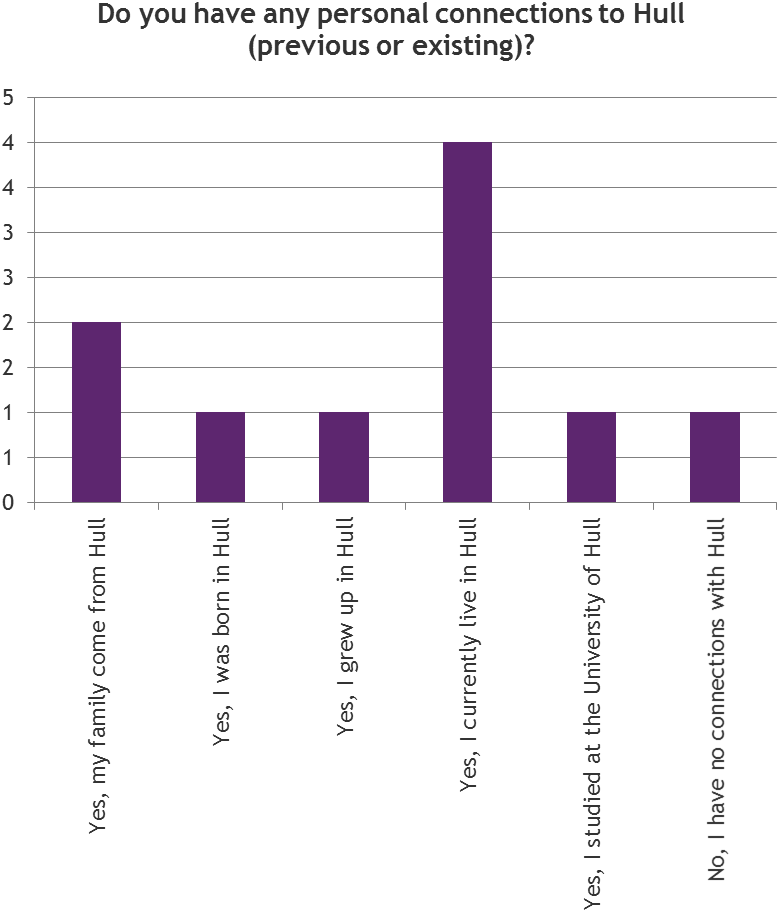 Do you have any personal connections to Hull
(previous or existing)?
5
4
4
3
3
2
2
1
1
0
Yes, my family come from Hull
Yes, I was born in Hull
Yes, I grew up in Hull
Yes, I currently live in Hull
Yes, I studied at the University of Hull
No, I have no connections with Hull